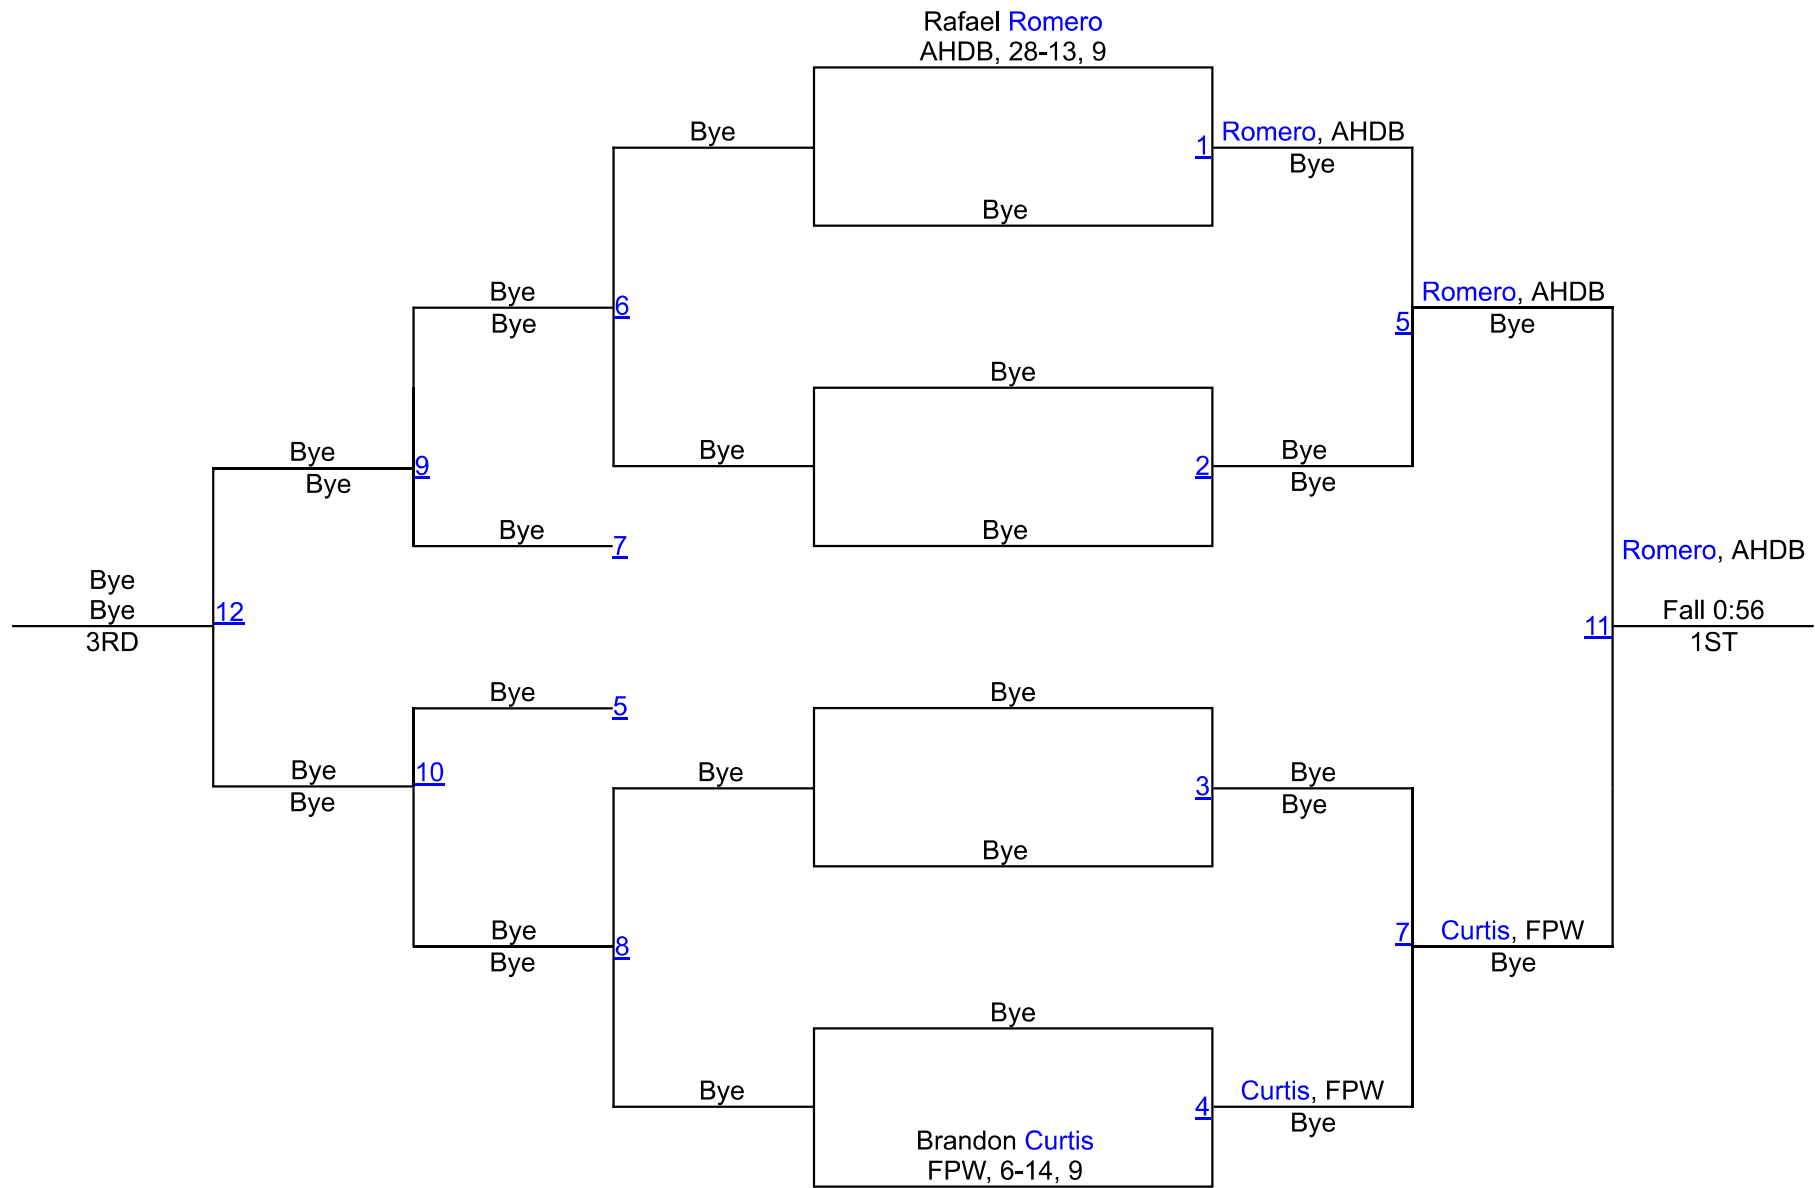 Rafael Romero
AHDB, 28-13, 9
Bye
1
Romero, AHDB
Bye
Bye
Bye
Bye
6
Romero, AHDB
5
Bye
Bye
Bye
Bye
9
Bye
2
Bye
Bye
Bye
Bye
7
Bye
Romero, AHDB
Bye
Bye
12
3RD
11
Fall 0:56
1ST
Bye
5
Bye
Bye
10
Bye
Bye
3
Bye
Bye
Bye
Bye
8
Bye
7
Curtis, FPW
Bye
Bye
Bye
4
Curtis, FPW
Bye
Brandon Curtis
FPW, 6-14, 9